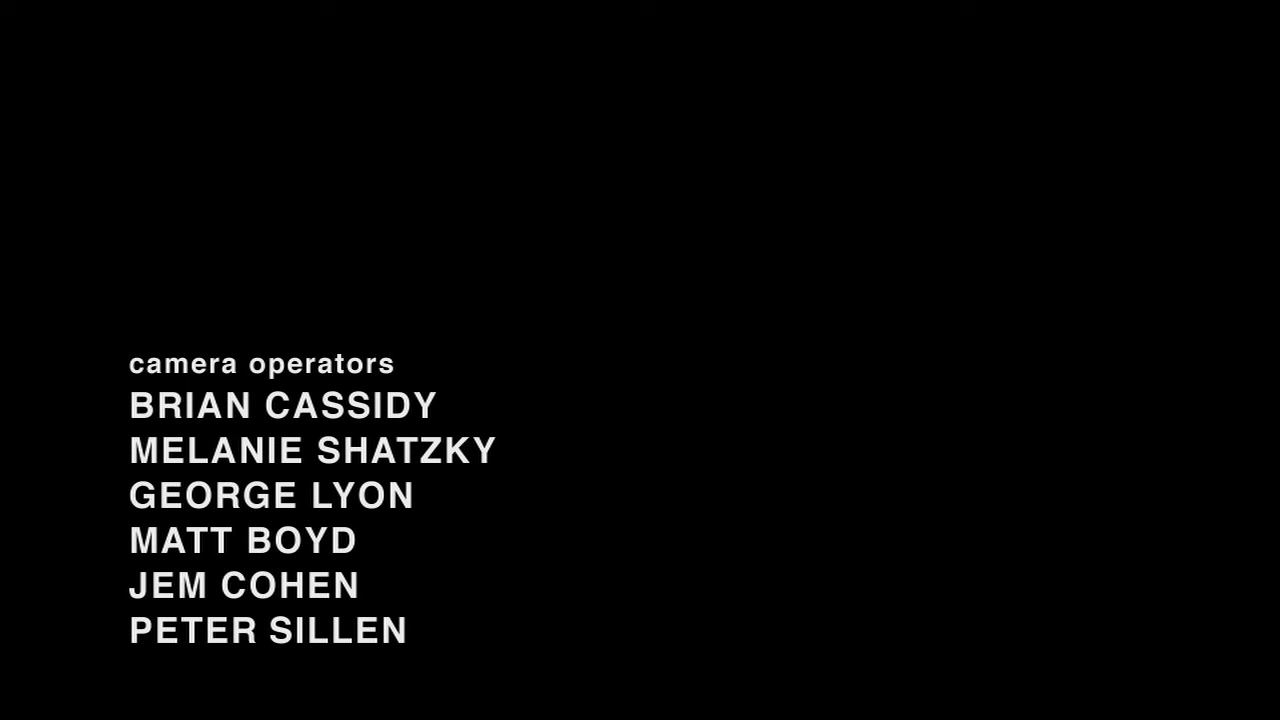 camera operators
BRIAN CASSIDY
MELANIE SHATZKY
GEORGE LYON
MATT BOYD
JEM COHEN
PETER SILLEN